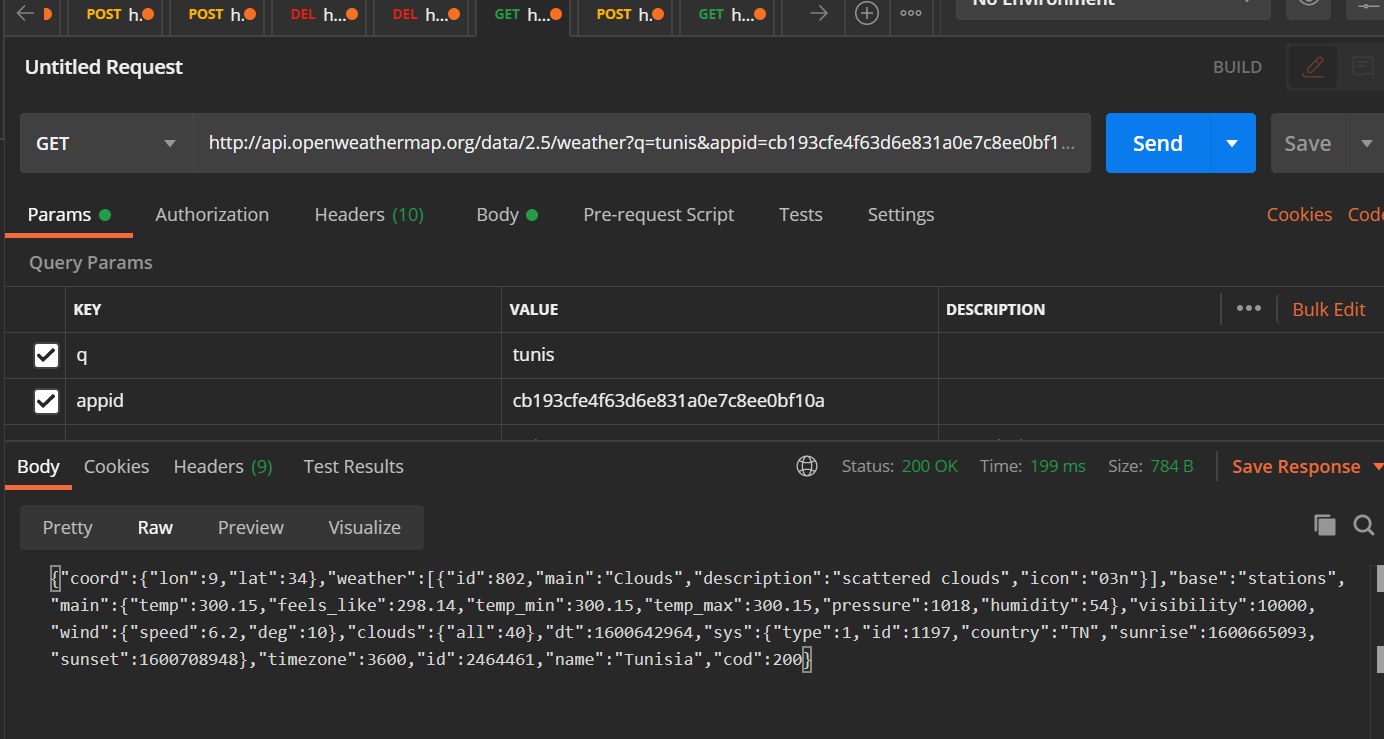 POST h... POST h... DEL h... DEL h... GET h... POST h... GET h... No Environment
Untitled Request BUILD
GET http://api.openweathermap.org/data/2.5/weather?q=tunis&appid=cb193cfe4f63d6e831a0e7c8ee0bf1... Send Save
Params Authorization Headers (10) Body Pre-request Script Tests Settings Cookies Code
Query Params
KEY VALUE DESCRIPTION ••• Bulk Edit
q tunis
appid cb193cfe4f63d6e831a0e7c8ee0bf10a
Body Cookies Headers (9) Test Results Status: 200 OK Time: 199 ms Size: 784 B Save Response
Pretty Raw Preview Visualize
{"coord":{"lon":9,"lat":34},"weather":[{"id":802,"main":"Clouds","description":"scattered clouds","icon":"03n"}],"base":"stations",
"main":{"temp":300.15,"feels_like":298.14,"temp_min":300.15,"temp_max":300.15,"pressure":1018,"humidity":54},"visibility":10000,
"wind":{"speed":6.2,"deg":10},"clouds":{"all":40},"dt":1600642964,"sys":{"type":1,"id":1197,"country":"TN","sunrise":1600665093,
"sunset":1600708948},"timezone":3600,"id":2464461,"name":"Tunisia","cod":200}